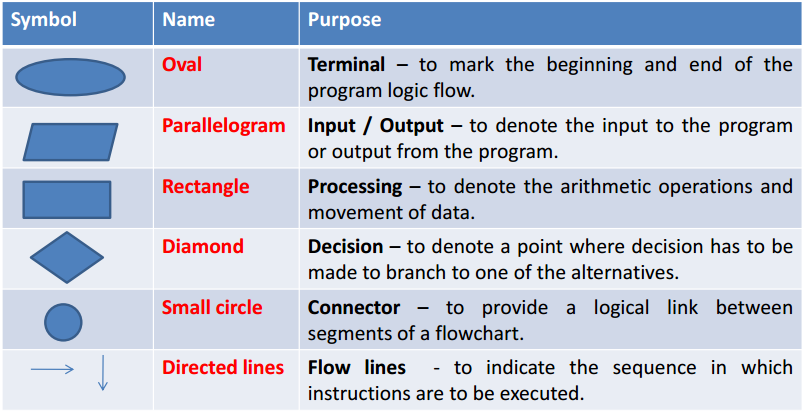 Symbol Name Purpose
Oval Terminal – to mark the beginning and end of the
program logic flow.
Parallelogram Input / Output – to denote the input to the program
or output from the program.
Rectangle Processing – to denote the arithmetic operations and
movement of data.
Diamond Decision – to denote a point where decision has to be
made to branch to one of the alternatives.
Small circle Connector – to provide a logical link between
segments of a flowchart.
Directed lines Flow lines - to indicate the sequence in which
instructions are to be executed.